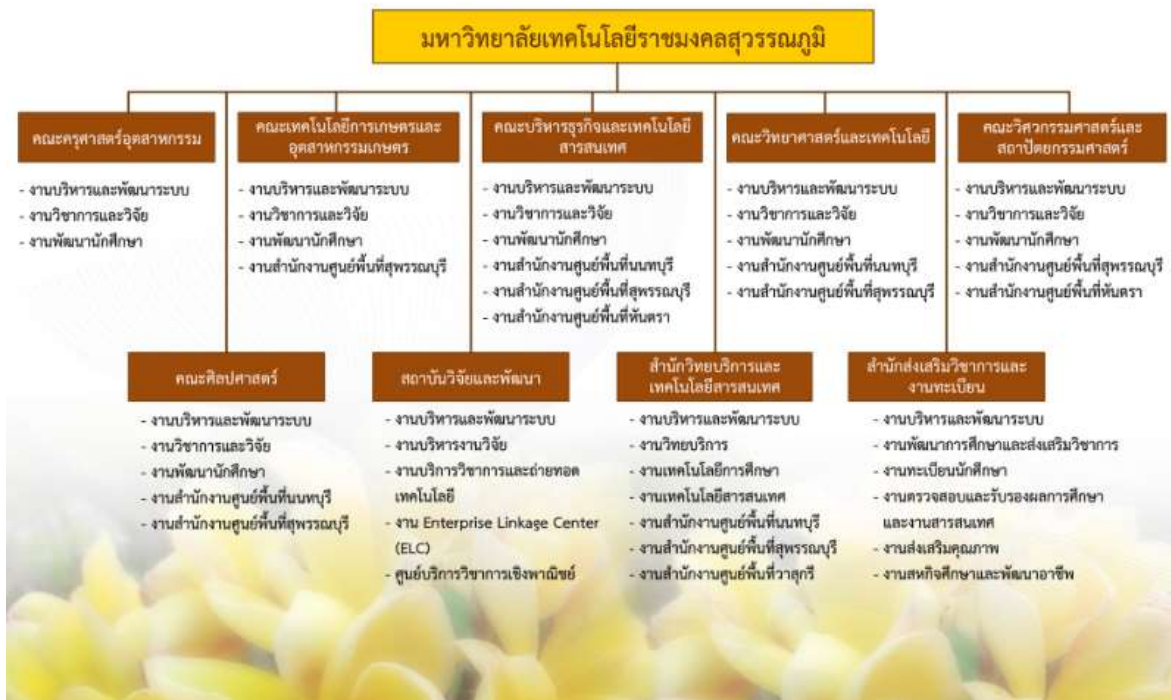 มหาวิทยาลัยเทคโนโลยีราชมงคลสุวรรณภูมิ
คณะครุศาสตร์อุตสาหกรรม
- งานบริหารและพัฒนาระบบ
- งานวิชาการและวิจัย
- งานพัฒนานักศึกษา
คณะเทคโนโลยีการเกษตรและ
อุตสาหกรรมเกษตร
- งานบริหารและพัฒนาระบบ
- งานวิชาการและวิจัย
- งานพัฒนานักศึกษา
- งานสำนักงานศูนย์พื้นที่สุพรรณบุรี
คณะบริหารธุรกิจและเทคโนโลยี
สารสนเทศ
- งานบริหารและพัฒนาระบบ
- งานวิชาการและวิจัย
- งานพัฒนานักศึกษา
- งานสำนักงานศูนย์พื้นที่นนทบุรี
- งานสำนักงานศูนย์พื้นที่สุพรรณบุรี
- งานสำนักงานศูนย์พื้นที่หันตรา
คณะวิทยาศาสตร์และเทคโนโลยี
- งานบริหารและพัฒนาระบบ
- งานวิชาการและวิจัย
- งานพัฒนานักศึกษา
- งานสำนักงานศูนย์พื้นที่นนทบุรี
- งานสำนักงานศูนย์พื้นที่สุพรรณบุรี
คณะวิศวกรรมศาสตร์และ
สถาปัตยกรรมศาสตร์
- งานบริหารและพัฒนาระบบ
- งานวิชาการและวิจัย
- งานพัฒนานักศึกษา
- งานสำนักงานศูนย์พื้นที่สุพรรณบุรี
- งานสำนักงานศูนย์พื้นที่หันตรา
คณะศิลปศาสตร์
- งานบริหารและพัฒนาระบบ
- งานวิชาการและวิจัย
- งานพัฒนานักศึกษา
- งานสำนักงานศูนย์พื้นที่นนทบุรี
- งานสำนักงานศูนย์พื้นที่สุพรรณบุรี
สถาบันวิจัยและพัฒนา
- งานบริหารและพัฒนาระบบ
- งานบริหารงานวิจัย
- งานบริการวิชาการและถ่ายทอด
เทคโนโลยี
- งาน Enterprise Linkage Center
(ELC)
- ศูนย์บริการวิชาการเชิงพาณิชย์
สำนักวิทยบริการและ
เทคโนโลยีสารสนเทศ
- งานบริหารและพัฒนาระบบ
- งานวิทยบริการ
- งานเทคโนโลยีการศึกษา
- งานเทคโนโลยีสารสนเทศ
- งานสำนักงานศูนย์พื้นที่นนทบุรี
- งานสำนักงานศูนย์พื้นที่สุพรรณบุรี
- งานสำนักงานศูนย์พื้นที่วาสุกรี
สำนักส่งเสริมวิชาการและ
งานทะเบียน
- งานบริหารและพัฒนาระบบ
- งานพัฒนาการศึกษาและส่งเสริมวิชาการ
- งานทะเบียนนักศึกษา
- งานตรวจสอบและรับรองผลการศึกษา
และงานสารสนเทศ
- งานส่งเสริมคุณภาพ
- งานสหกิจศึกษาและพัฒนาอาชีพ